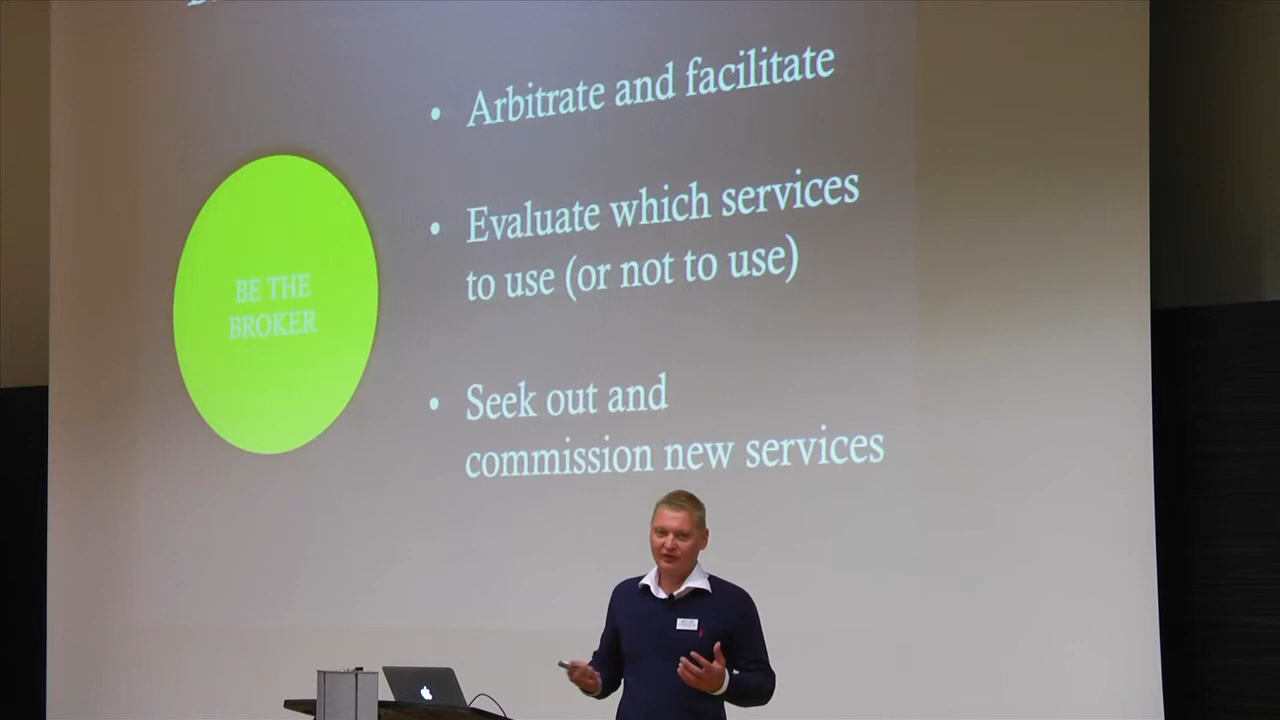 BE THE
BROKER
• Arbitrate and facilitate
• Evaluate which services
to use (or not to use)
• Seek out and
commission new services